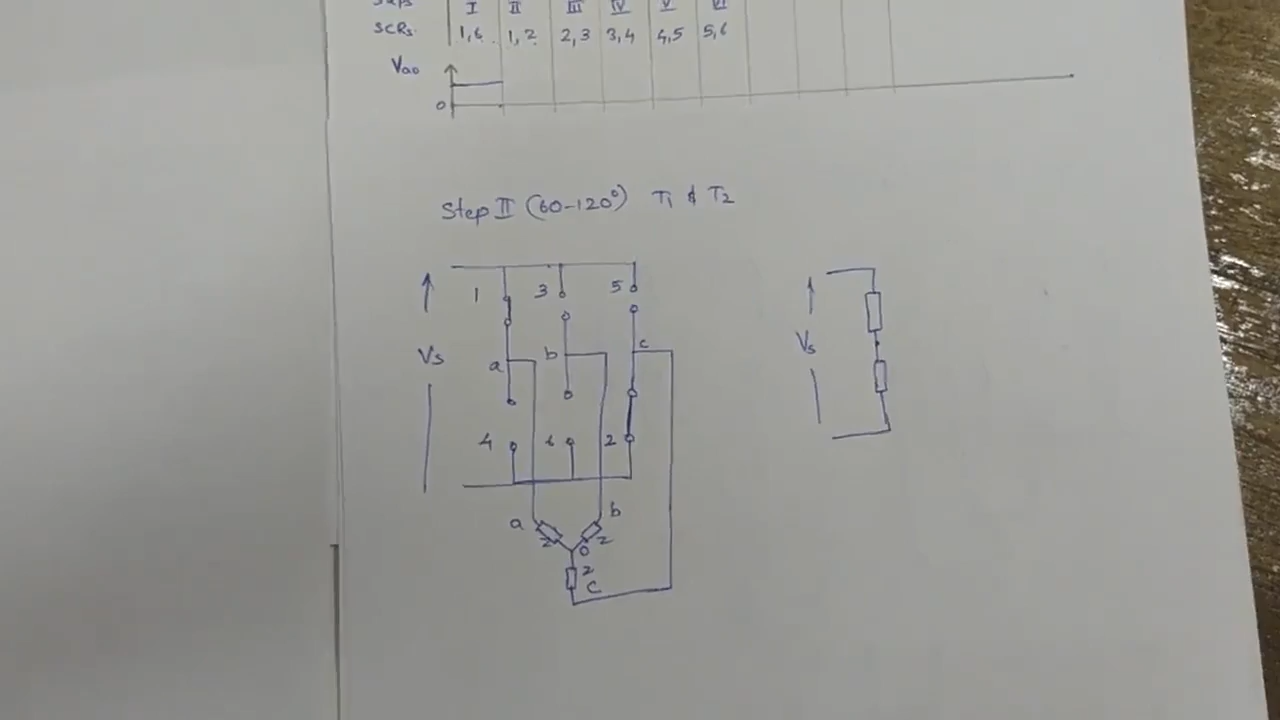 Steps I II III IV V VI
SCRs 1,6 1,2 2,3 3,4 4,5 5,6
Vao
0
Step II (60-120°) T1 & T2
1 3 5
Vs a b c
4 6 2
a b
Z Z
o
Z
C
Vs